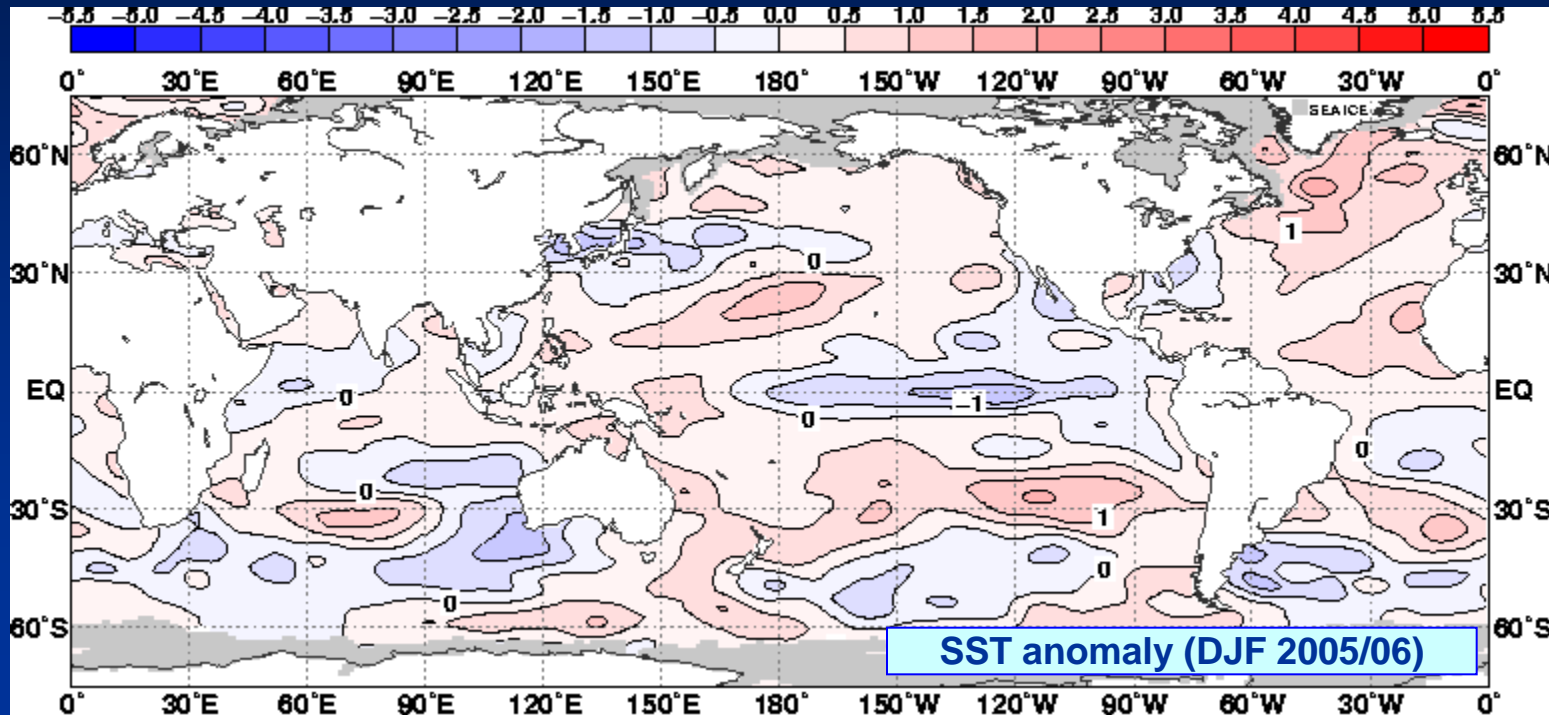 −5.5 −5.0 −4.5 −4.0 −3.5 −3.0 −2.5 −2.0 −1.5 −1.0 −0.5 0.0 0.5 1.0 1.5 2.0 2.5 3.0 3.5 4.0 4.5 5.0 5.5
0° 30°E 60°E 90°E 120°E 150°E 180° 150°W 120°W 90°W 60°W 30°W 0°
SEAICE
60°N 60°N
1
0
30°N 30°N
EQ 0 −1 EQ
0
0
0
30°S 1 30°S
0
0
60°S 60°S
SST anomaly (DJF 2005/06)
0° 30°E 60°E 90°E 120°E 150°E 180° 150°W 120°W 90°W 60°W 30°W 0°